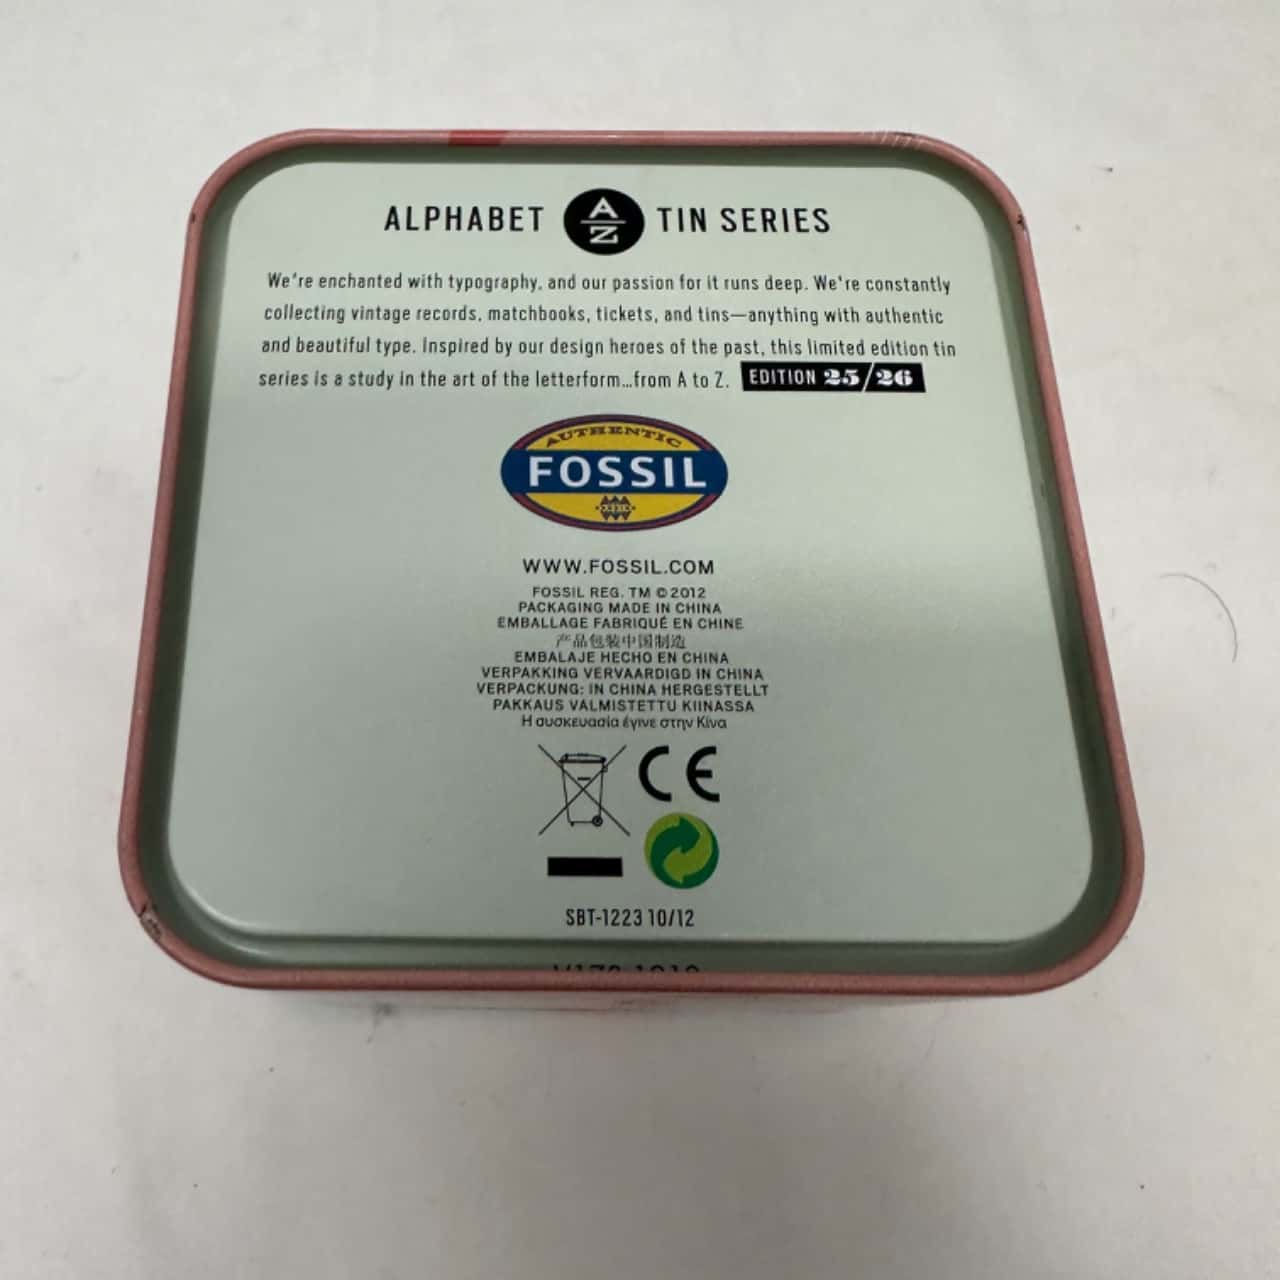 ALPHABET A Z TIN SERIES
We're enchanted with typography, and our passion for it runs deep. We're constantly
collecting vintage records, matchbooks, tickets, and tins—anything with authentic
and beautiful type. Inspired by our design heroes of the past, this limited edition tin
series is a study in the art of the letterform...from A to Z. EDITION 25/26
AUTHENTIC
FOSSIL
WWW.FOSSIL.COM
FOSSIL REG. TM © 2012
PACKAGING MADE IN CHINA
EMBALLAGE FABRIQUÉ EN CHINE
产品包装中国制造
EMBALAJE HECHO EN CHINA
VERPAKKING VERVAARDIGD IN CHINA
VERPACKUNG: IN CHINA HERGESTELLT
PAKKAUS VALMISTETTU KIINASSA
Η συσκευασία έγινε στην Κίνα
CE
SBT-1223 10/12